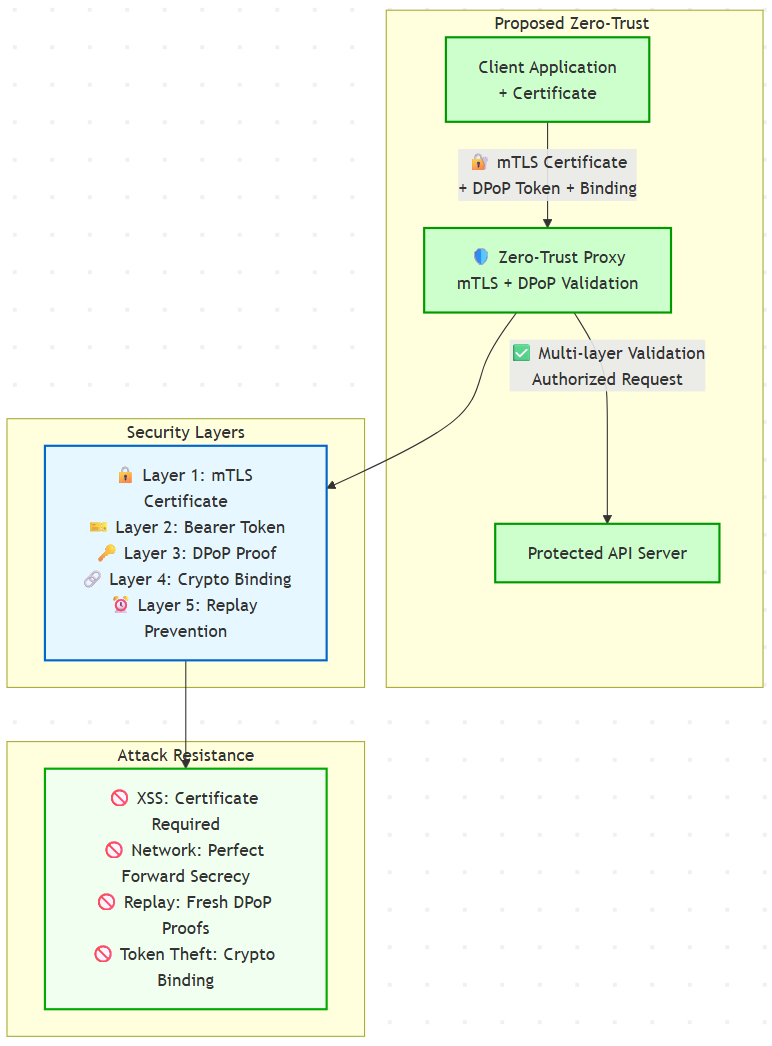 Proposed Zero-Trust
Client Application
+ Certificate
🔐 mTLS Certificate
+ DPoP Token + Binding
🛡️ Zero-Trust Proxy
mTLS + DPoP Validation
✅ Multi-layer Validation
Authorized Request
Protected API Server
Security Layers
🔒 Layer 1: mTLS
Certificate
🎫 Layer 2: Bearer Token
🔑 Layer 3: DPoP Proof
🔗 Layer 4: Crypto Binding
⏰ Layer 5: Replay
Prevention
Attack Resistance
🚫 XSS: Certificate
Required
🚫 Network: Perfect
Forward Secrecy
🚫 Replay: Fresh DPoP
Proofs
🚫 Token Theft: Crypto
Binding